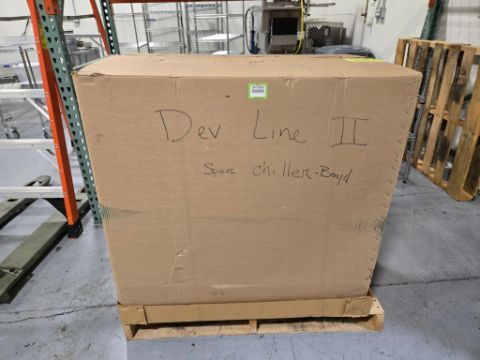 Dev Line II
Spare Chiller-Boyd